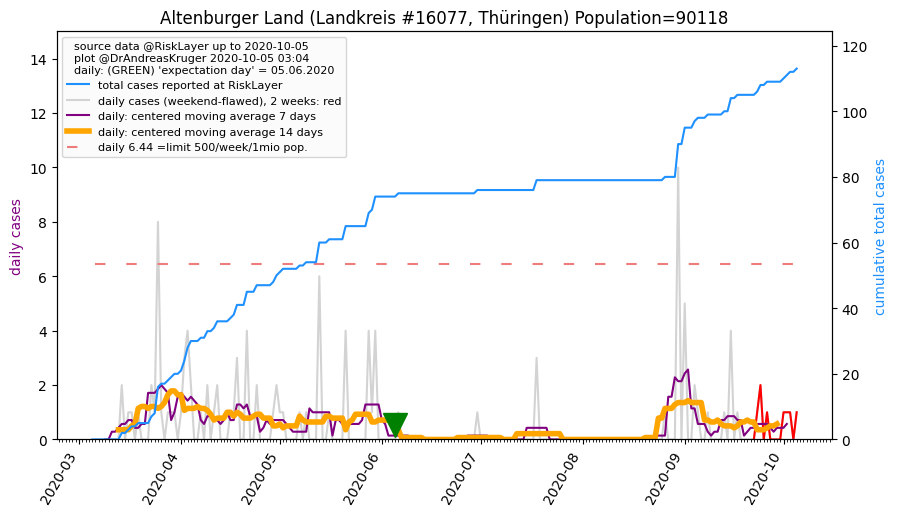 Altenburger Land (Landkreis #16077, Thüringen) Population=90118
source data @RiskLayer up to 2020-10-05
plot @DrAndreasKruger 2020-10-05 03:04
daily: (GREEN) 'expectation day' = 05.06.2020
total cases reported at RiskLayer
daily cases (weekend-flawed), 2 weeks: red
daily: centered moving average 7 days
daily: centered moving average 14 days
daily 6.44 =limit 500/week/1mio pop.
daily cases
14
12
10
8
6
4
2
0
cumulative total cases
120
100
80
60
40
20
0
2020-03
2020-04
2020-05
2020-06
2020-07
2020-08
2020-09
2020-10